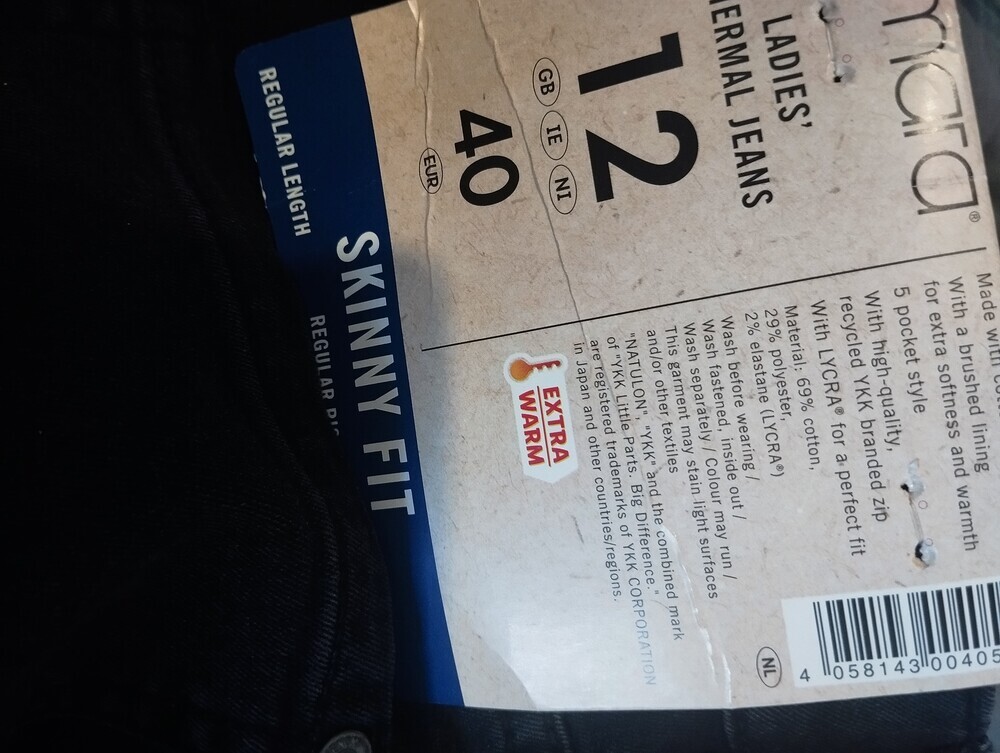 mara®
LADIES'
ERMAL JEANS
12
GB IE NI
40
EUR
Made with
With a brushed lining
for extra softness and warmth
5 pocket style
With high-quality,
recycled YKK branded zip
With LYCRA® for a perfect fit
Material: 69% cotton,
29% polyester,
2% elastane (LYCRA®)
Wash before wearing /
Wash fastened, inside out /
Wash separately / Colour may run /
This garment may stain light surfaces
and/or other textiles
"NATULON", "YKK" and the combined mark
of "YKK Little Parts. Big Difference."
are registered trademarks of YKK CORPORATION
in Japan and other countries/regions.
EXTRA
WARM
4 058143 00405
NL
SKINNY FIT
REGULAR LENGTH
REGULAR